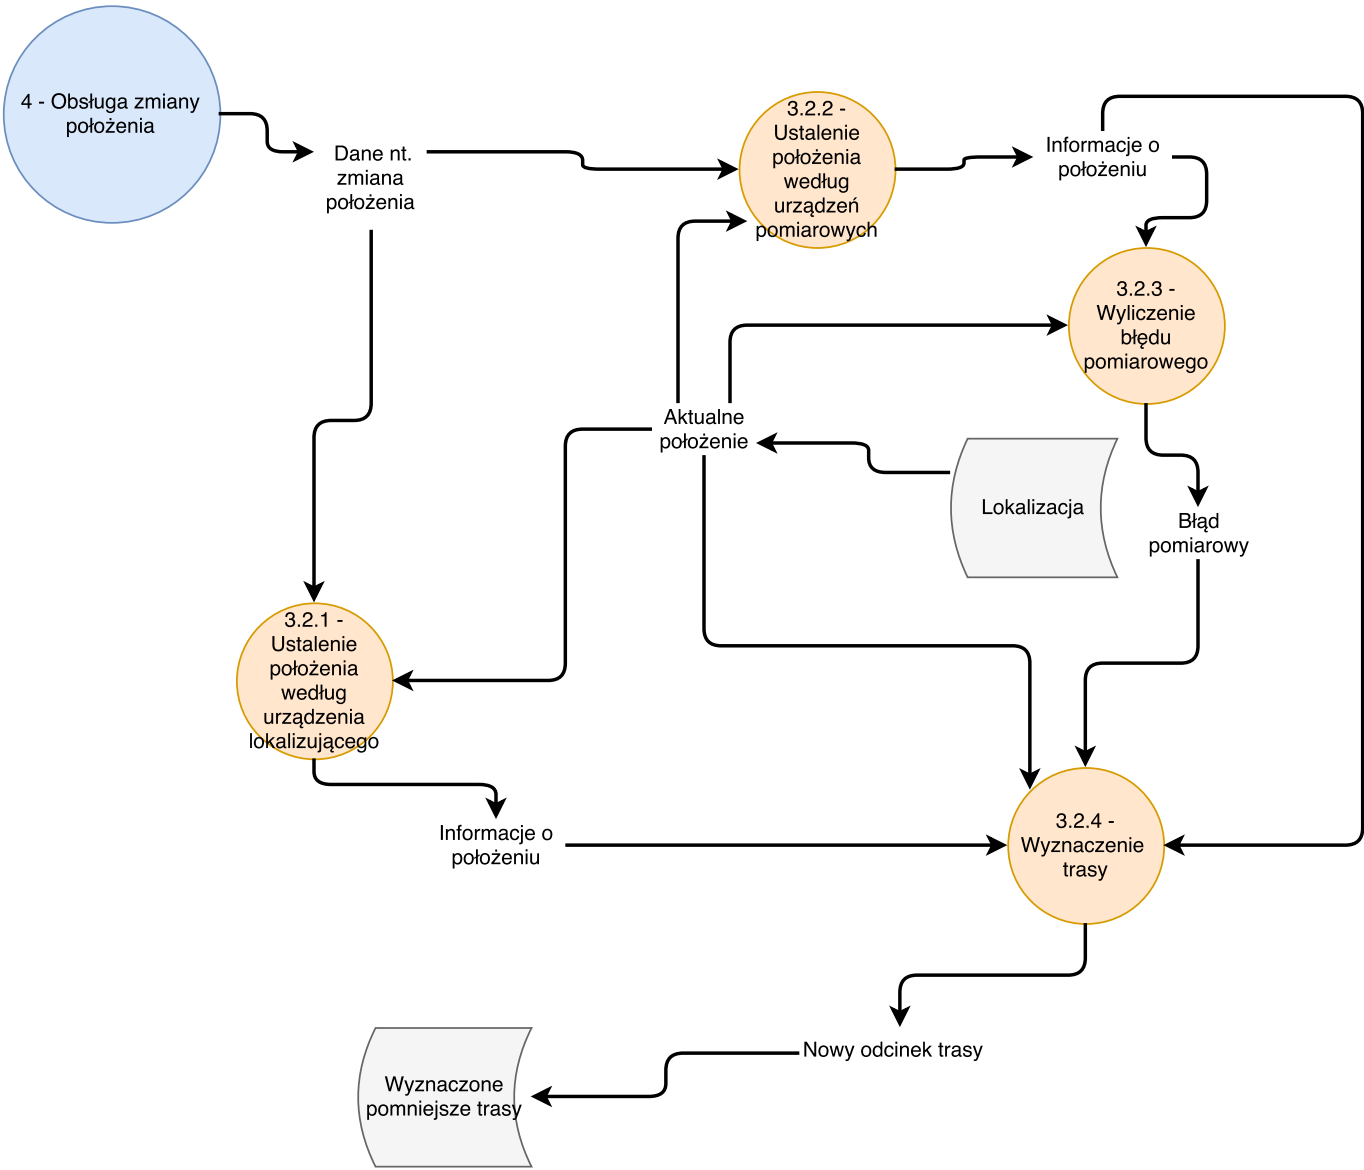 4 - Obsługa zmiany
położenia
Dane nt.
zmiana
położenia
3.2.2 -
Ustalenie
położenia
według
urządzeń
pomiarowych
Informacje o
położeniu
3.2.3 -
Wyliczenie
błędu
pomiarowego
Aktualne
położenie
Lokalizacja
Błąd
pomiarowy
3.2.1 -
Ustalenie
położenia
według
urządzenia
lokalizującego
Informacje o
położeniu
3.2.4 -
Wyznaczenie
trasy
Nowy odcinek trasy
Wyznaczone
pomniejsze trasy